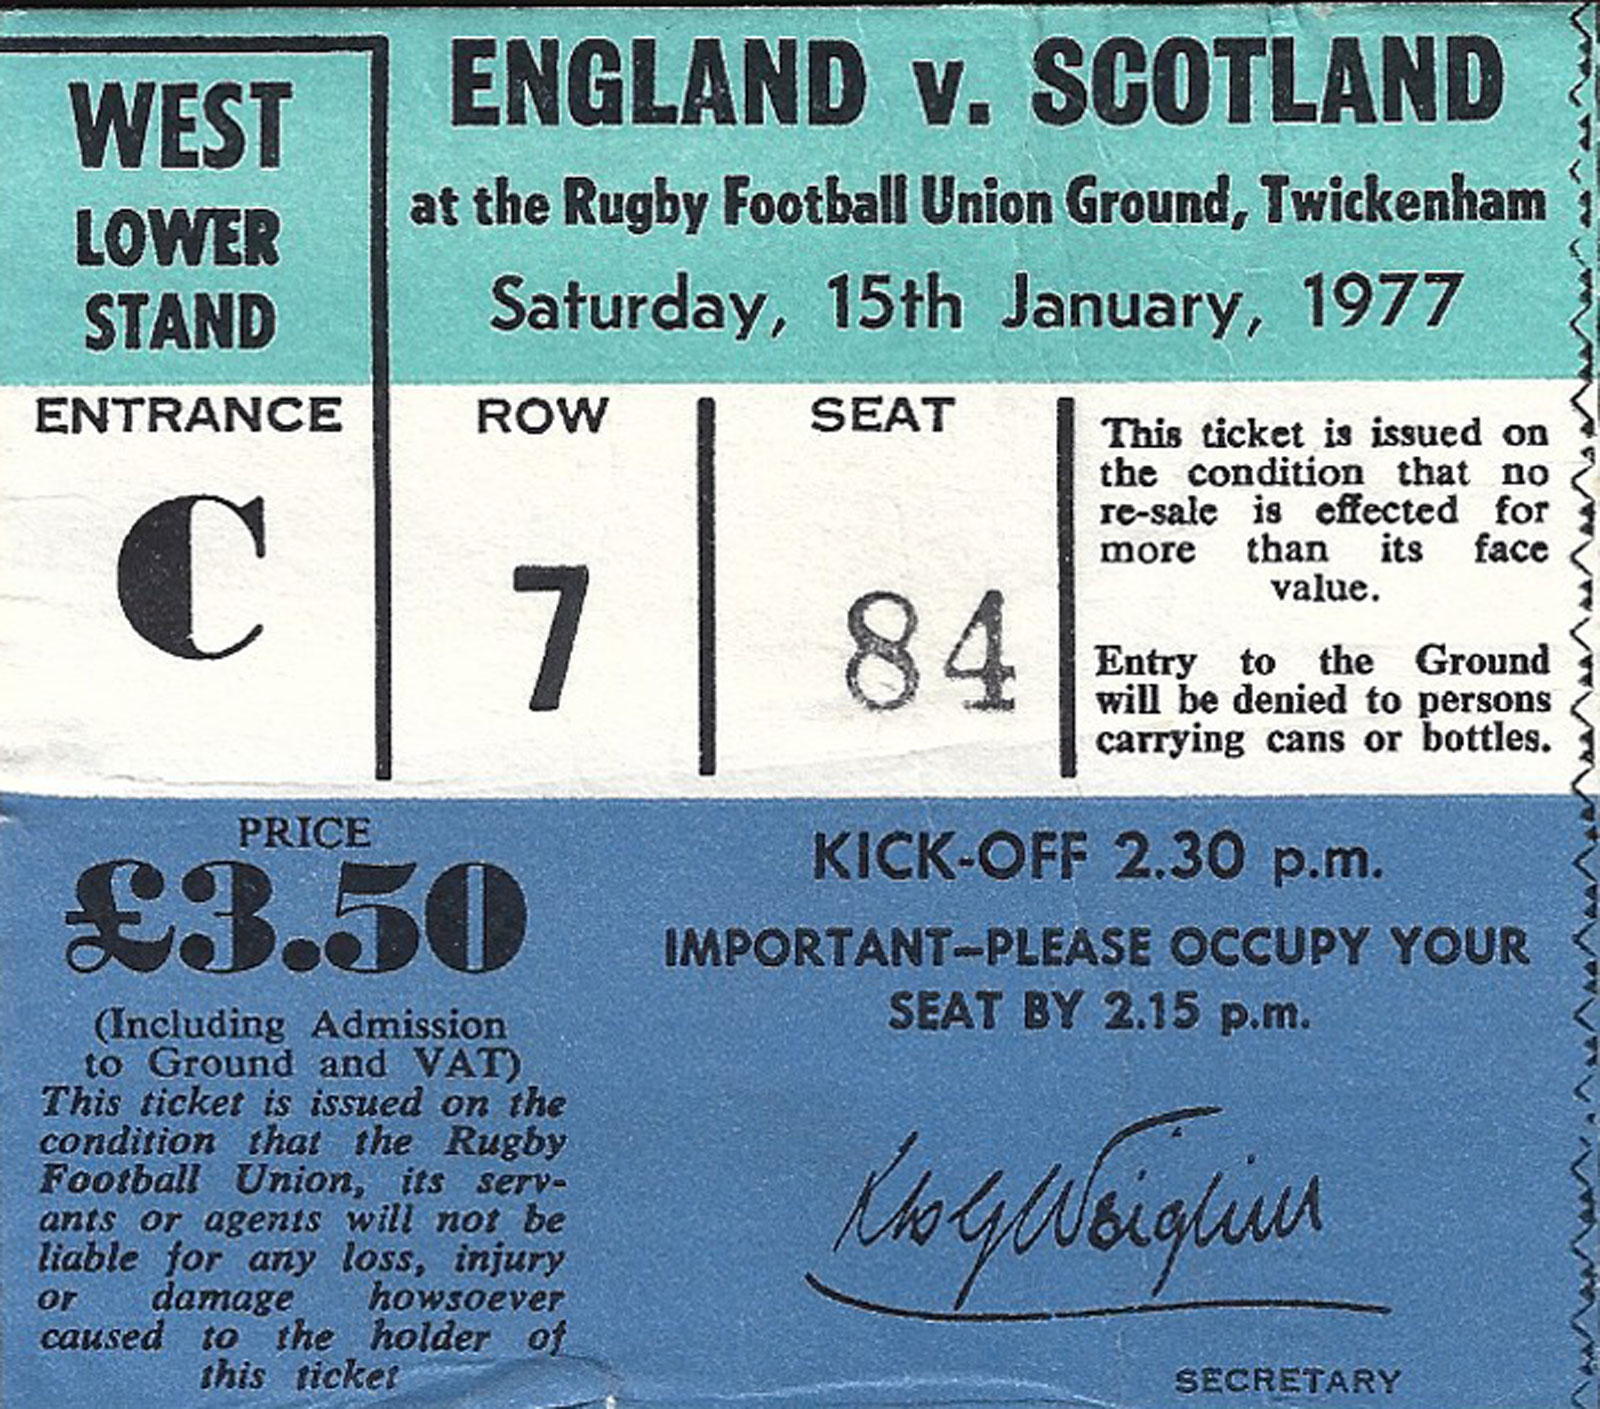 WEST
LOWER
STAND
ENGLAND v. SCOTLAND
at the Rugby Football Union Ground, Twickenham
Saturday, 15th January, 1977
ENTRANCE
C
ROW
7
SEAT
84
This ticket is issued on
the condition that no
re-sale is effected for
more than its face
value.
Entry to the Ground
will be denied to persons
carrying cans or bottles.
PRICE
£3.50
(Including Admission
to Ground and VAT)
This ticket is issued on the
condition that the Rugby
Football Union, its serv-
ants or agents will not be
liable for any loss, injury
or damage howsoever
caused to the holder of
this ticket
KICK-OFF 2.30 p.m.
IMPORTANT–PLEASE OCCUPY YOUR
SEAT BY 2.15 p.m.
SECRETARY